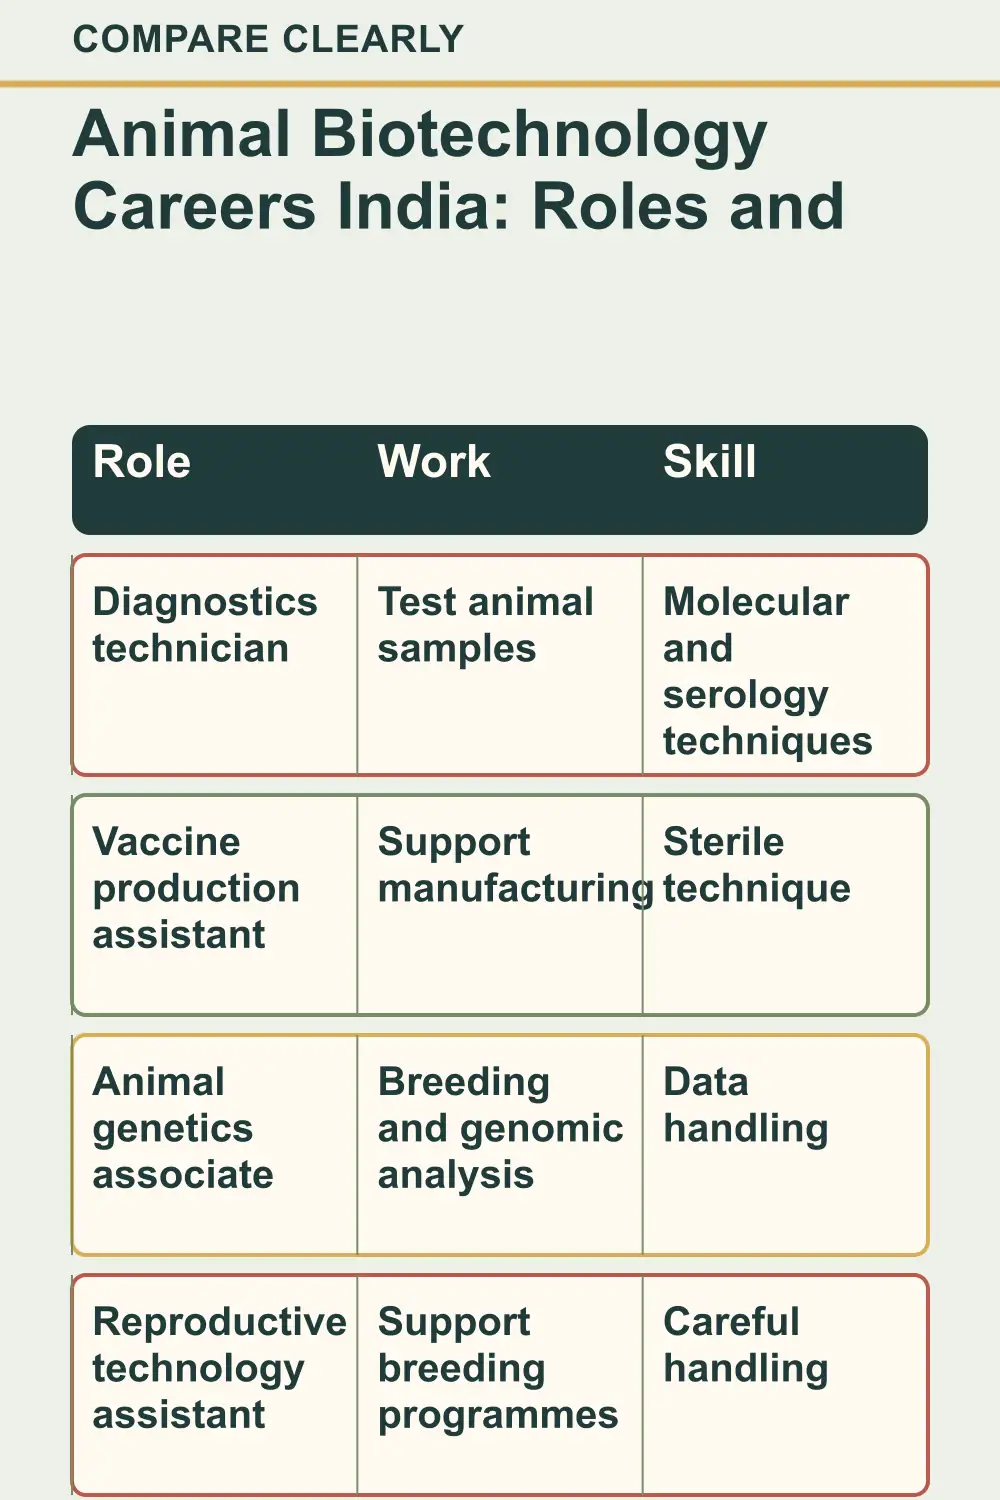 COMPARE CLEARLY
Animal Biotechnology
Careers India: Roles and
Role Work Skill
Diagnostics
technician
Test animal
samples
Molecular
and
serology
techniques
Vaccine
production
assistant
Support
manufacturing
Sterile
technique
Animal
genetics
associate
Breeding
and genomic
analysis
Data
handling
Reproductive
technology
assistant
Support
breeding
programmes
Careful
handling